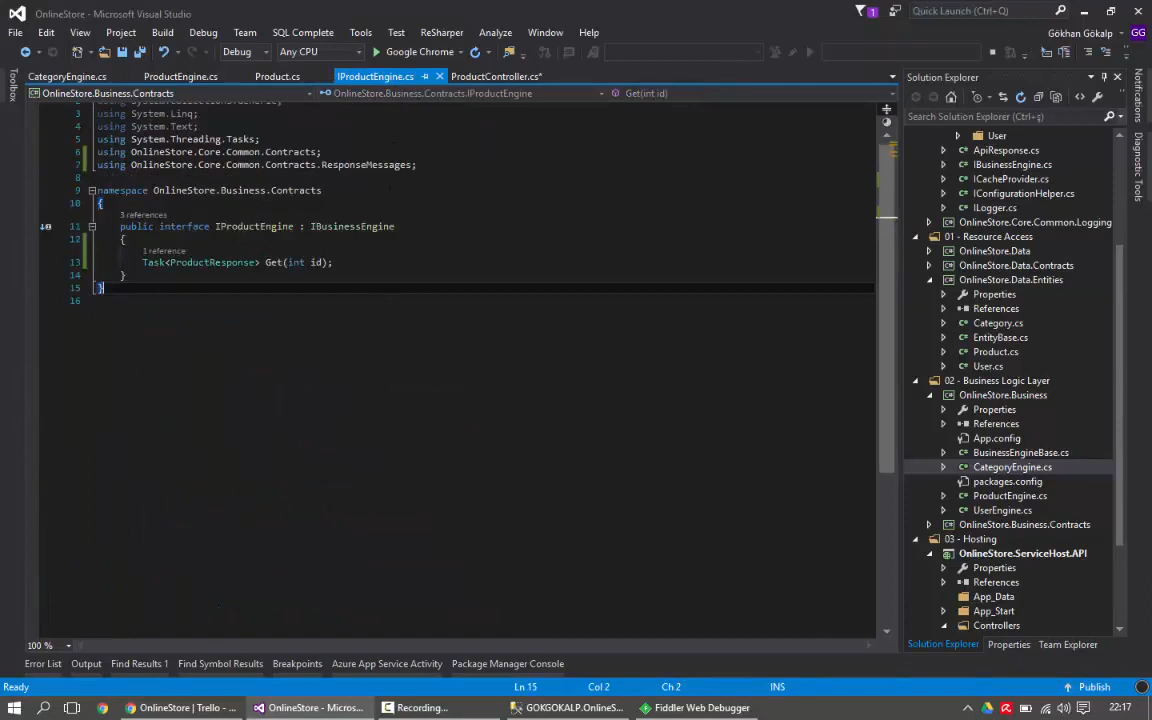 OnlineStore - Microsoft Visual Studio
1
Quick Launch (Ctrl+Q)
File Edit View Project Build Debug Team SQL Complete Tools Test ReSharper Analyze Window Help
Gökhan Gökalp GG
Debug Any CPU Google Chrome
Toolbox
CategoryEngine.cs ProductEngine.cs Product.cs IProductEngine.cs ProductController.cs*
OnlineStore.Business.Contracts OnlineStore.Business.Contracts.IProductEngine Get(int id)
3 using System.Linq;
4 using System.Text;
5 using System.Threading.Tasks;
6 using OnlineStore.Core.Common.Contracts;
7 using OnlineStore.Core.Common.Contracts.ResponseMessages;
8
9 namespace OnlineStore.Business.Contracts
10 {
3 references
11 public interface IProductEngine : IBusinessEngine
12 {
1 reference
13 Task<ProductResponse> Get(int id);
14 }
15 }
16
100 %
Solution Explorer
Search Solution Explorer (Ctrl+ş)
User
ApiResponse.cs
IBusinessEngine.cs
ICacheProvider.cs
IConfigurationHelper.cs
ILogger.cs
OnlineStore.Core.Common.Logging
01 - Resource Access
OnlineStore.Data
OnlineStore.Data.Contracts
OnlineStore.Data.Entities
Properties
References
Category.cs
EntityBase.cs
Product.cs
User.cs
02 - Business Logic Layer
OnlineStore.Business
Properties
References
App.config
BusinessEngineBase.cs
CategoryEngine.cs
packages.config
ProductEngine.cs
UserEngine.cs
OnlineStore.Business.Contracts
03 - Hosting
OnlineStore.ServiceHost.API
Properties
References
App_Data
App_Start
Controllers
Solution Explorer Properties Team Explorer
Notifications
Diagnostic Tools
Error List Output Find Results 1 Find Symbol Results Breakpoints Azure App Service Activity Package Manager Console
Ready Ln 15 Col 2 Ch 2 INS Publish
OnlineStore | Trello - ... OnlineStore - Micros... Recording... GOKGOKALP.OnlineS... Fiddler Web Debugger 22:17